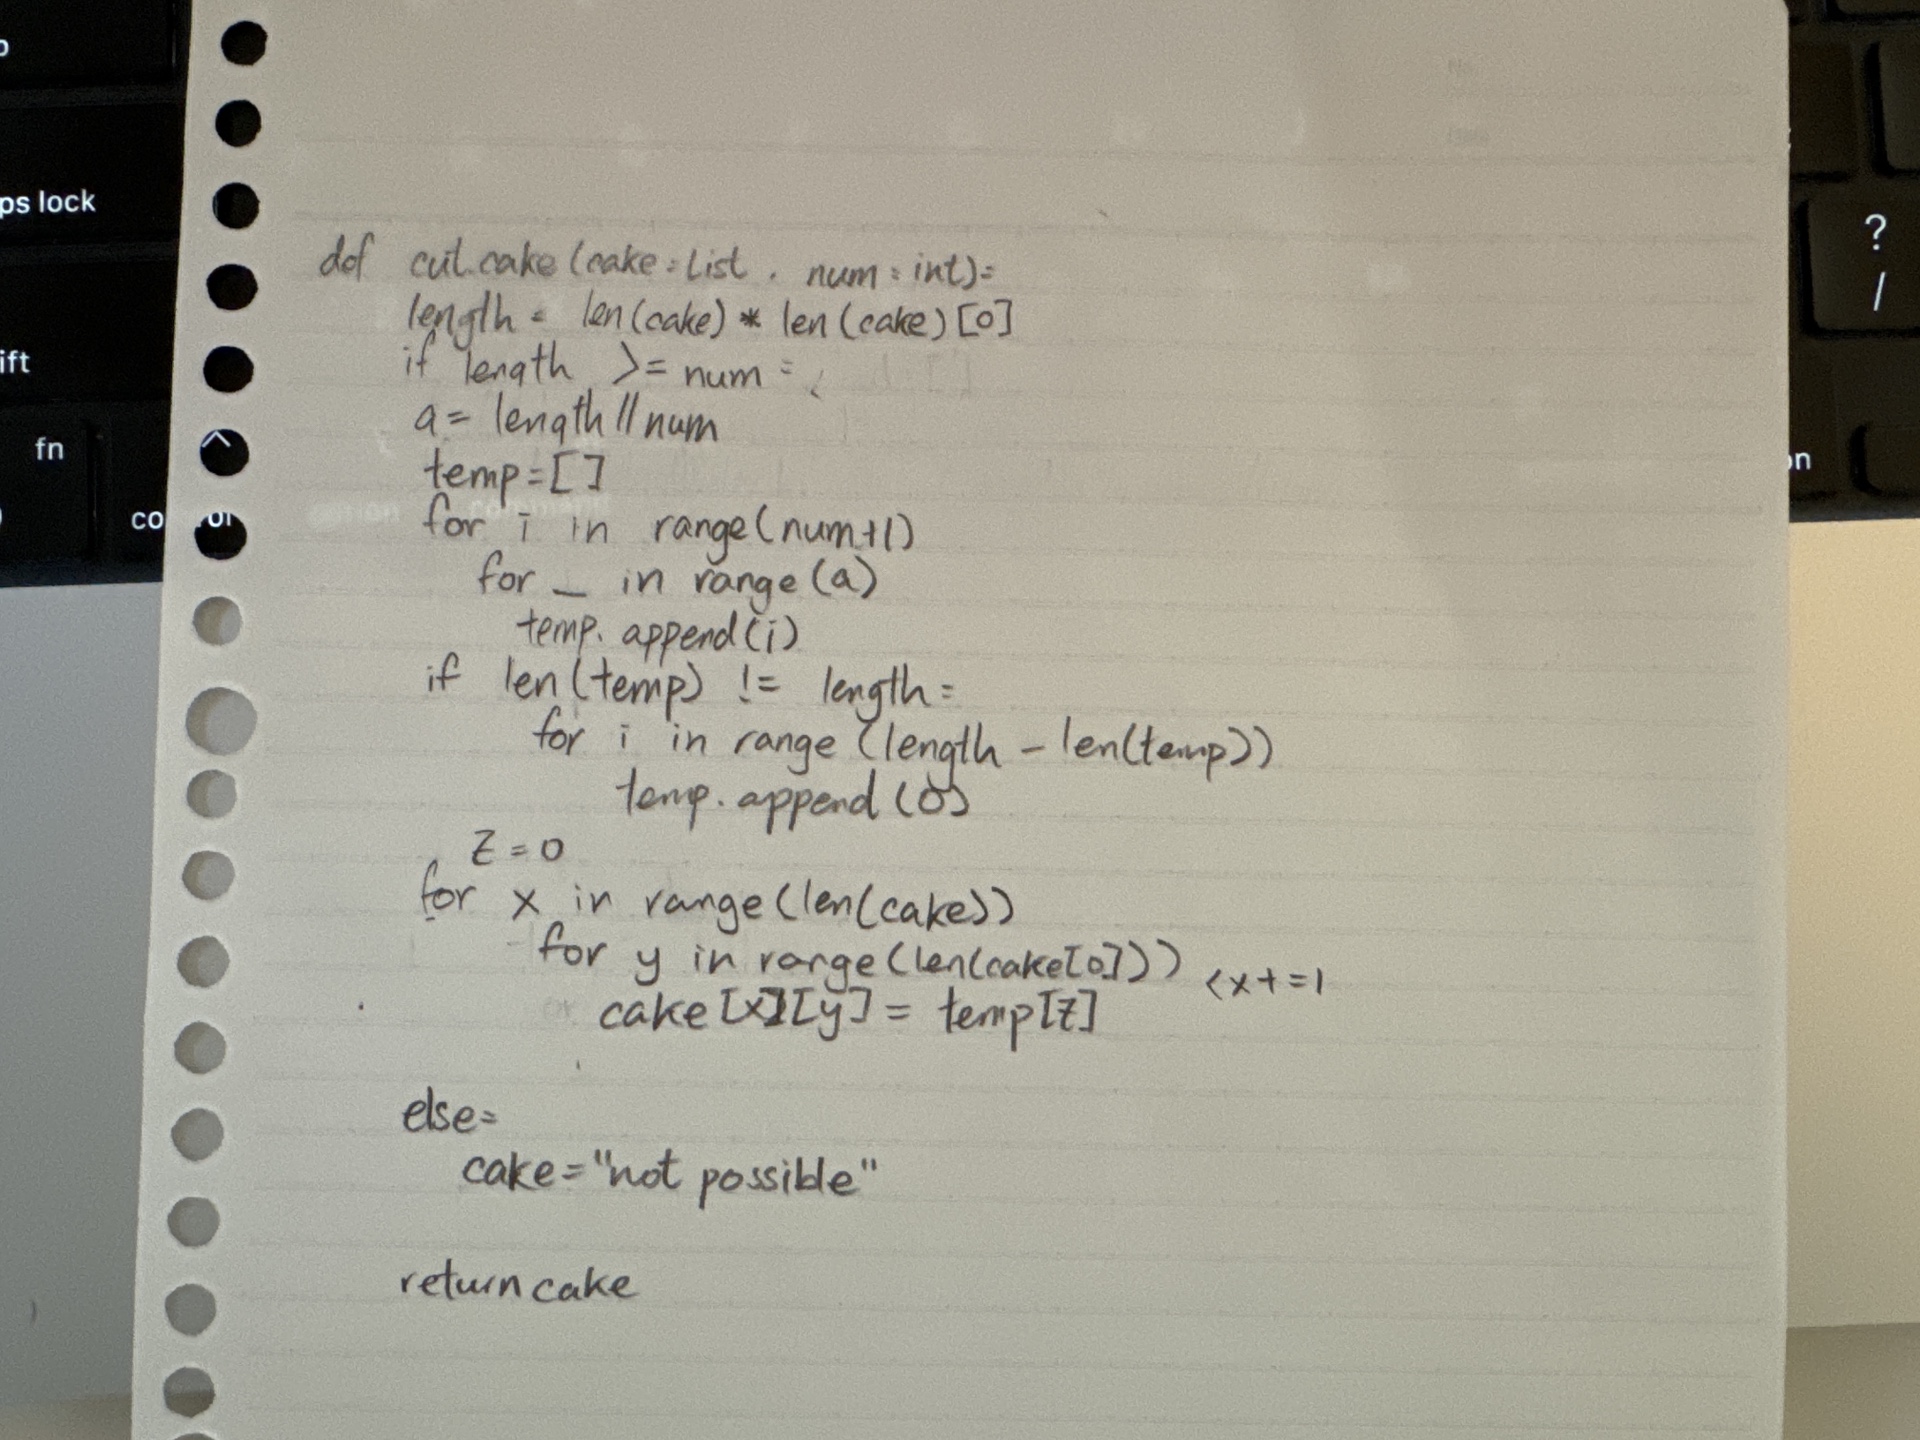 ps lock
ift
fn
^
?
/
def cut_cake (cake: List, num: int):
length = len(cake) * len(cake)[0]
if length >= num :
a = length // num
temp = [ ]
for i in range(num+1)
for _ in range(a)
temp. append(i)
if len(temp) != length:
for i in range (length - len(temp))
temp. append (0)
z = 0
for x in range(len(cake))
for y in range(len(cake[0])) <x+=1
cake[x][y] = temp[z]
else:
cake="not possible"
return cake